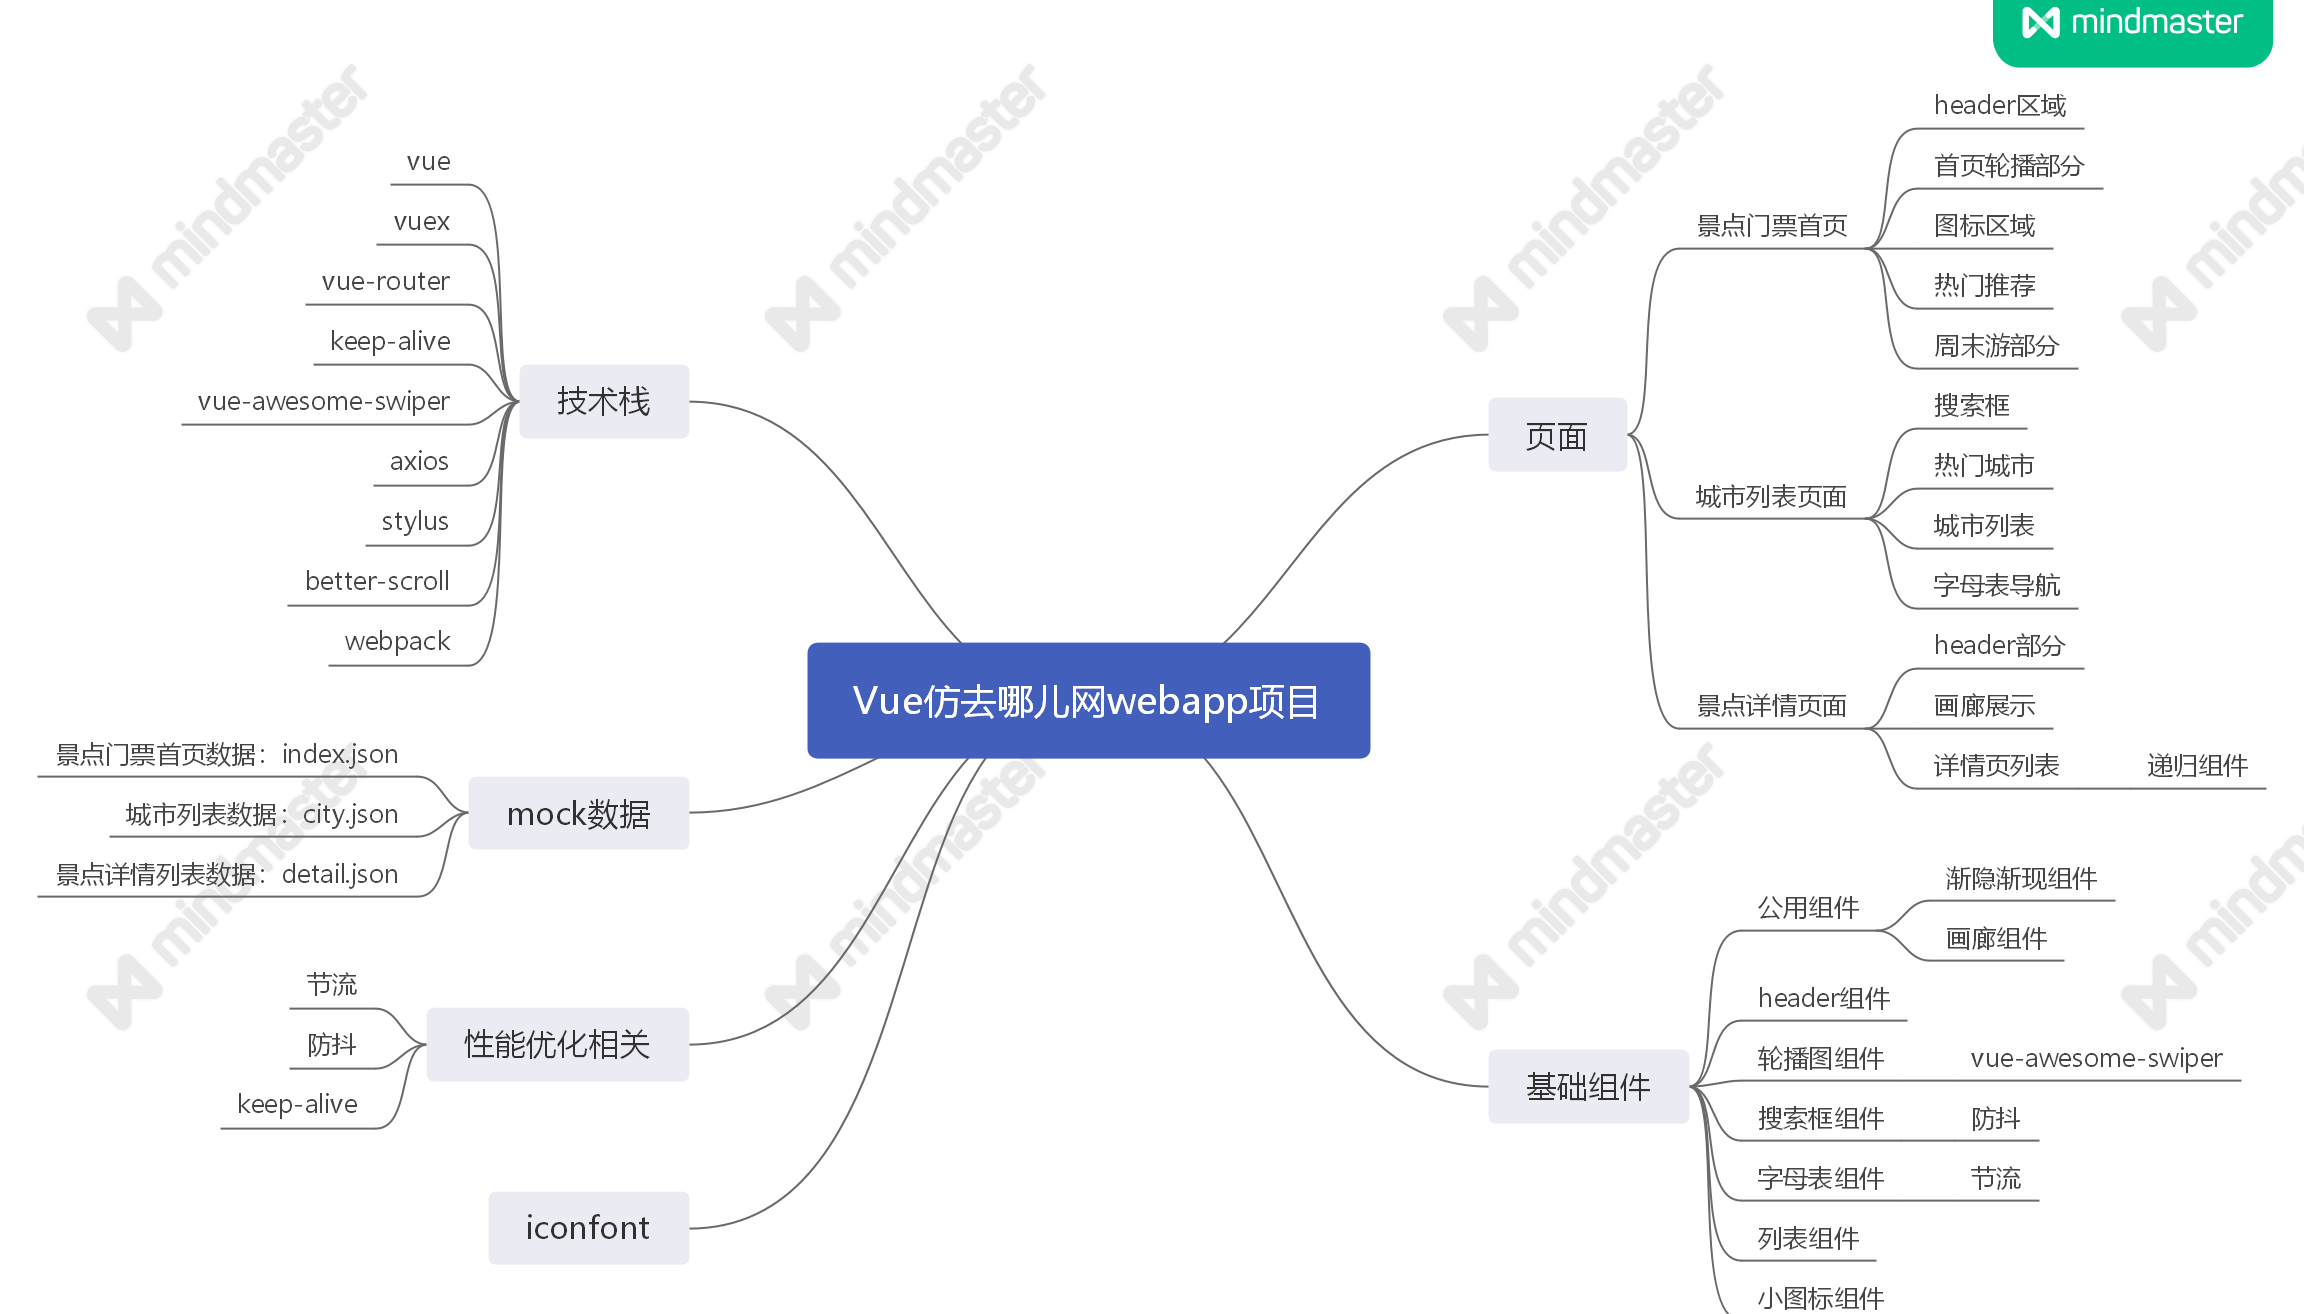 mindmaster
Vue仿去哪儿网webapp项目
技术栈
vue
vuex
vue-router
keep-alive
vue-awesome-swiper
axios
stylus
better-scroll
webpack
mock数据
景点门票首页数据：index.json
城市列表数据：city.json
景点详情列表数据：detail.json
性能优化相关
节流
防抖
keep-alive
iconfont
页面
景点门票首页
header区域
首页轮播部分
图标区域
热门推荐
周末游部分
城市列表页面
搜索框
热门城市
城市列表
字母表导航
景点详情页面
header部分
画廊展示
详情页列表
递归组件
基础组件
公用组件
渐隐渐现组件
画廊组件
header组件
轮播图组件
vue-awesome-swiper
搜索框组件
防抖
字母表组件
节流
列表组件
小图标组件
mindmaster
mindmaster
mindmaster
mindmaster
mindmaster
mindmaster
mindmaster
mindmaster